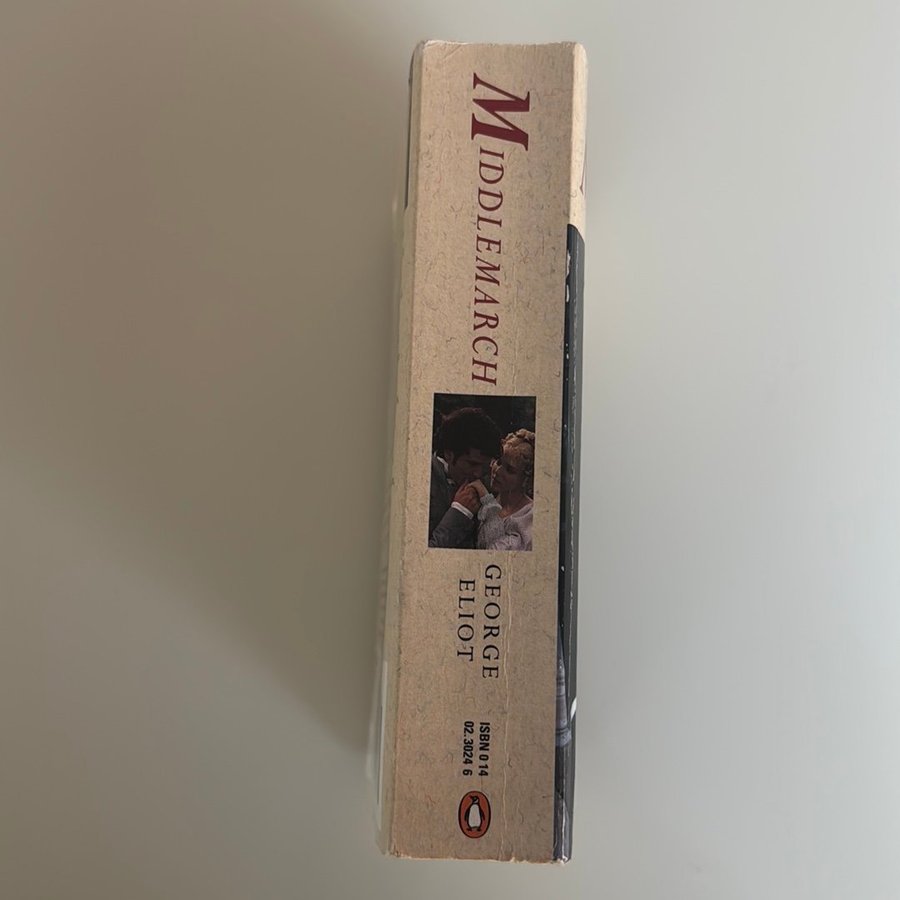 MIDDLEMARCH
GEORGE
ELIOT
ISBN 0 14
02.3024 6